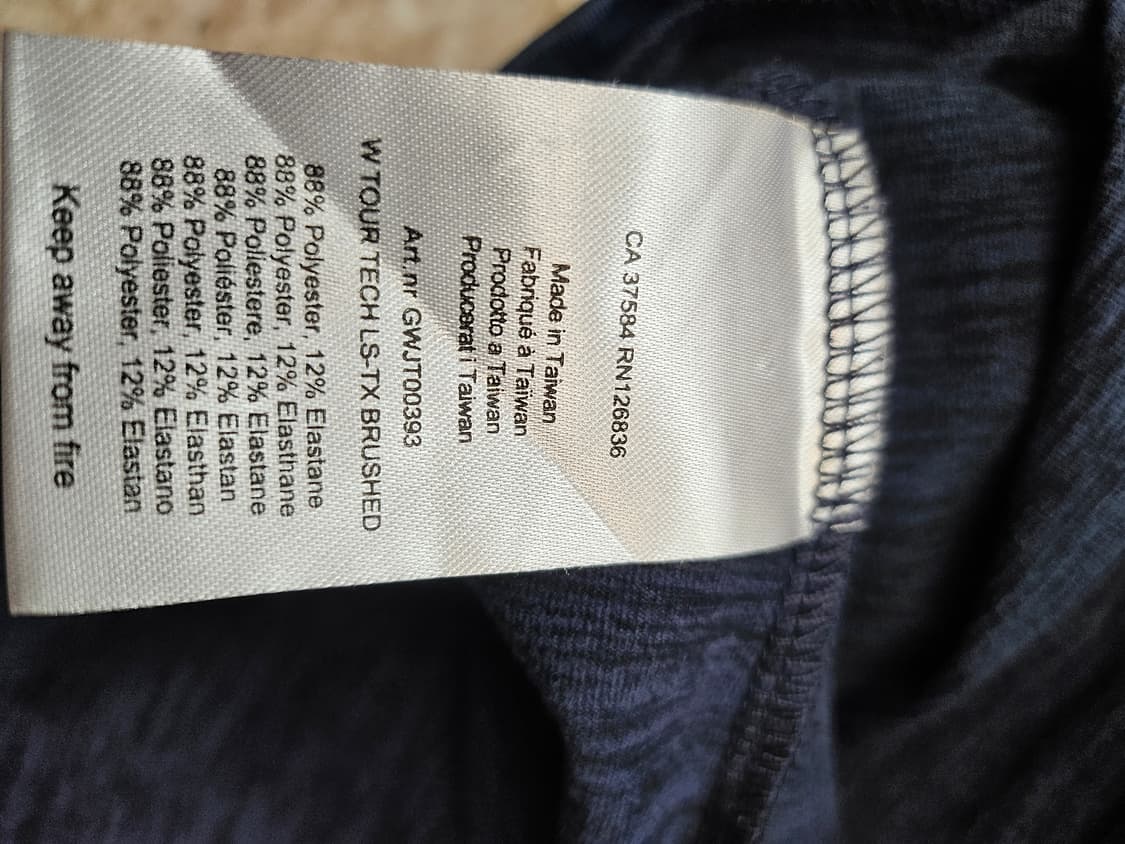 CA 37584 RN126836
Made in Taiwan
Fabriqué à Taïwan
Prodotto a Taiwan
Producerat i Taiwan
Art.nr GWJT00393
W TOUR TECH LS-TX BRUSHED
88% Polyester, 12% Elastane
88% Polyester, 12% Elasthane
88% Poliestere, 12% Elastane
88% Poliéster, 12% Elastan
88% Polyester, 12% Elasthan
88% Poliester, 12% Elastano
88% Polyester, 12% Elastan
Keep away from fire